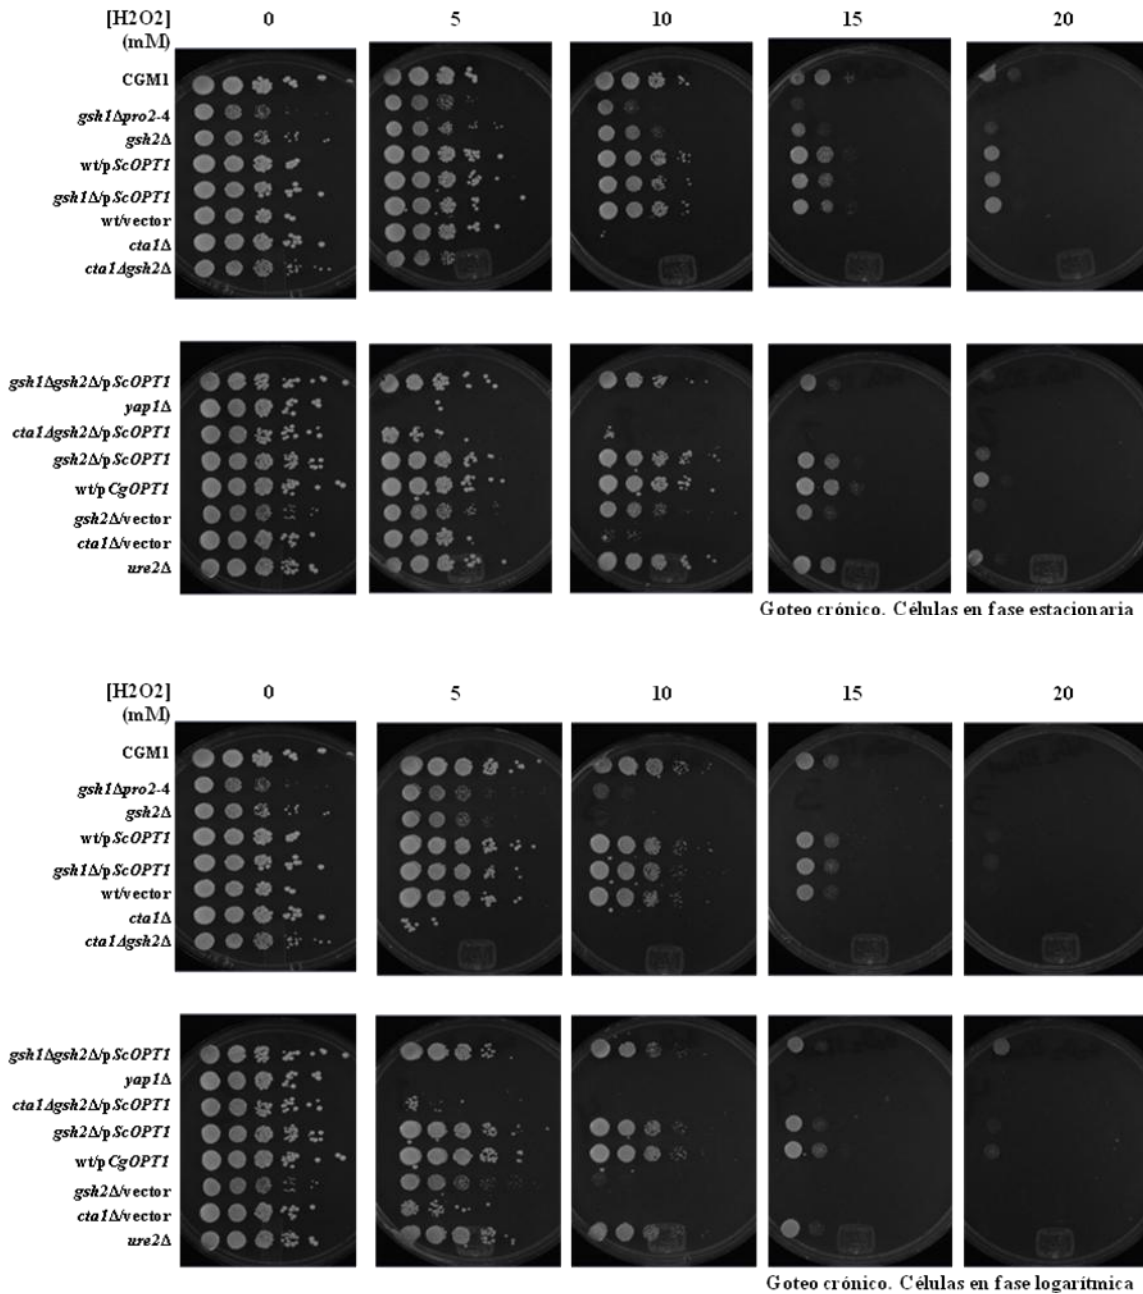 [H2O2] 0 5 10 15 20
(mM)
CGM1
gsh1Δpro2-4
gsh2Δ
wt/pScOPT1
gsh1Δ/pScOPT1
wt/vector
cta1Δ
cta1Δgsh2Δ
gsh1Δgsh2Δ/pScOPT1
yap1Δ
cta1Δgsh2Δ/pScOPT1
gsh2Δ/pScOPT1
wt/pCgOPT1
gsh2Δ/vector
cta1Δ/vector
ure2Δ
Goteo crónico. Células en fase estacionaria
[H2O2] 0 5 10 15 20
(mM)
CGM1
gsh1Δpro2-4
gsh2Δ
wt/pScOPT1
gsh1Δ/pScOPT1
wt/vector
cta1Δ
cta1Δgsh2Δ
gsh1Δgsh2Δ/pScOPT1
yap1Δ
cta1Δgsh2Δ/pScOPT1
gsh2Δ/pScOPT1
wt/pCgOPT1
gsh2Δ/vector
cta1Δ/vector
ure2Δ
Goteo crónico. Células en fase logarítmica